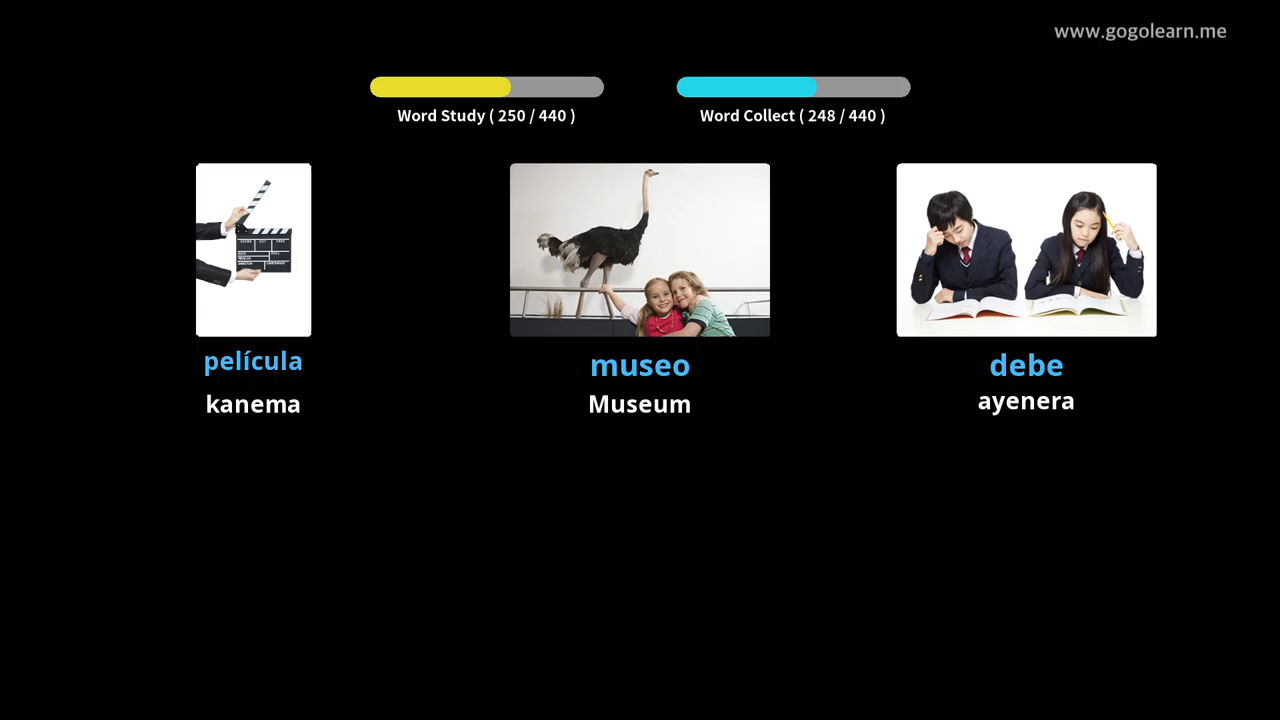 www.gogolearn.me
Word Study ( 250 / 440 )
Word Collect ( 248 / 440 )
película
museo
debe
kanema
Museum
ayenera